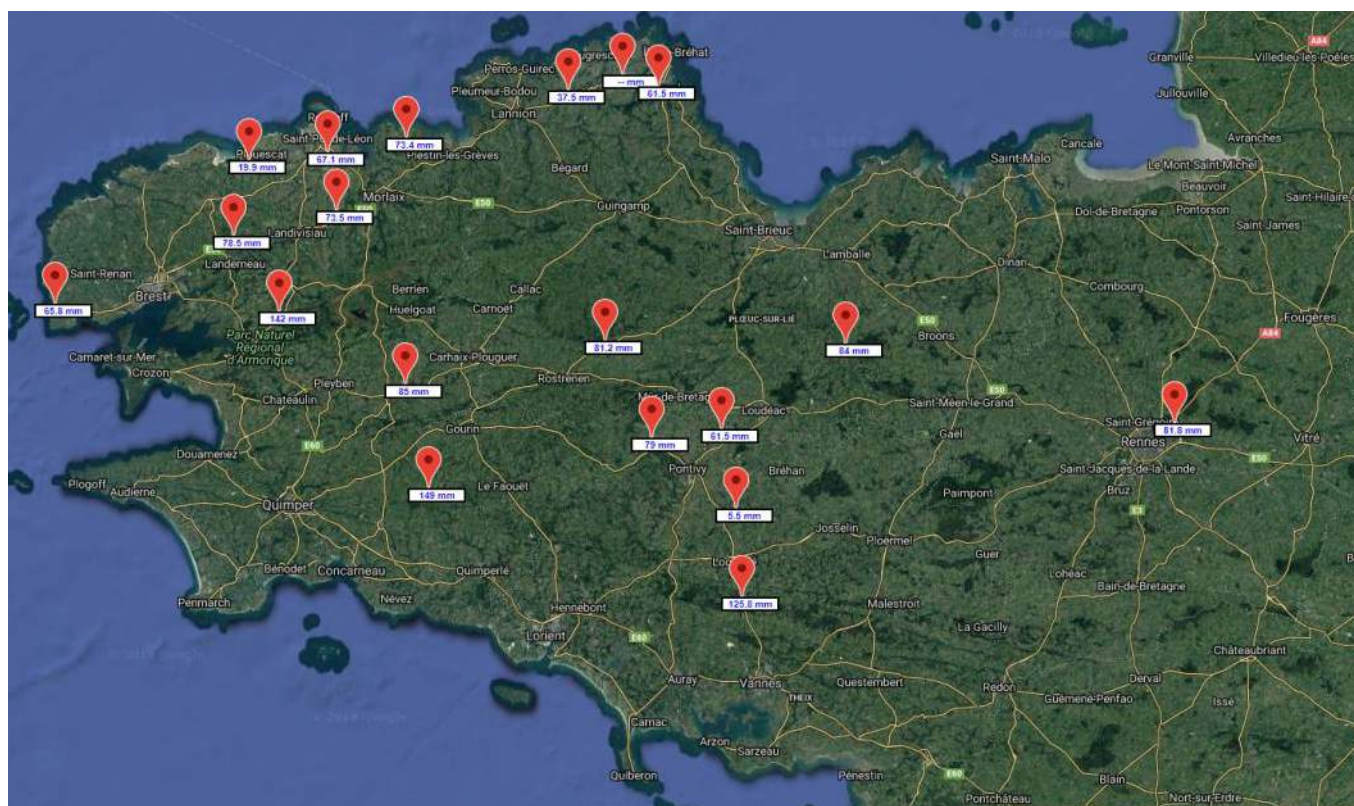 Granville
Villedieu-les-Poêles
A84
Perros-Guirec
Bréhat
Pleumeur-Bodou
-- mm
37.5 mm
61.5 mm
Jullouville
Lannion
73.4 mm
Saint-Malo
Cancale
Avranches
67.1 mm
19.9 mm
Plestin-les-Grèves
Bégard
Le Mont-Saint-Michel
Beauvoir
Pontorson
Morlaix
E50
Guingamp
73.5 mm
Dol-de-Bretagne
Saint-James
Landivisiau
78.5 mm
Saint-Brieuc
Lamballe
Dinan
Landerneau
Saint-Renan
Brest
65.8 mm
142 mm
Berrien
Huelgoat
Callac
Carnoët
Combourg
Fougères
PLŒUC-SUR-LIÉ
E50
Broons
A84
Parc Naturel
Régional
d'Armorique
81.2 mm
84 mm
Camaret-sur-Mer
Crozon
Carhaix-Plouguer
Pleyben
85 mm
Rostrenen
Châteaulin
Loudéac
Saint-Méen-le-Grand
E50
61.5 mm
79 mm
81.8 mm
Rennes
Vitré
E50
Gourin
Gaël
Douarnenez
E60
Pontivy
Bréhan
Saint-Jacques-de-la-Lande
Plogoff
Audierne
149 mm
Le Faouët
Paimpont
Bruz
Quimper
5.5 mm
E3
Josselin
Ploermel
Guer
Bénodet
Concarneau
Quimperlé
Lohéac
Bain-de-Bretagne
Penmarch
Névez
Hennebont
125.8 mm
Malestroit
Lorient
E60
La Gacilly
Châteaubriant
Auray
Vannes
Questembert
Redon
Derval
Guémené-Penfao
Issé
THEIX
Carnac
Arzon
Sarzeau
Quiberon
Pénestin
E60
Blain
Pontchâteau
Nort-sur-Erdre